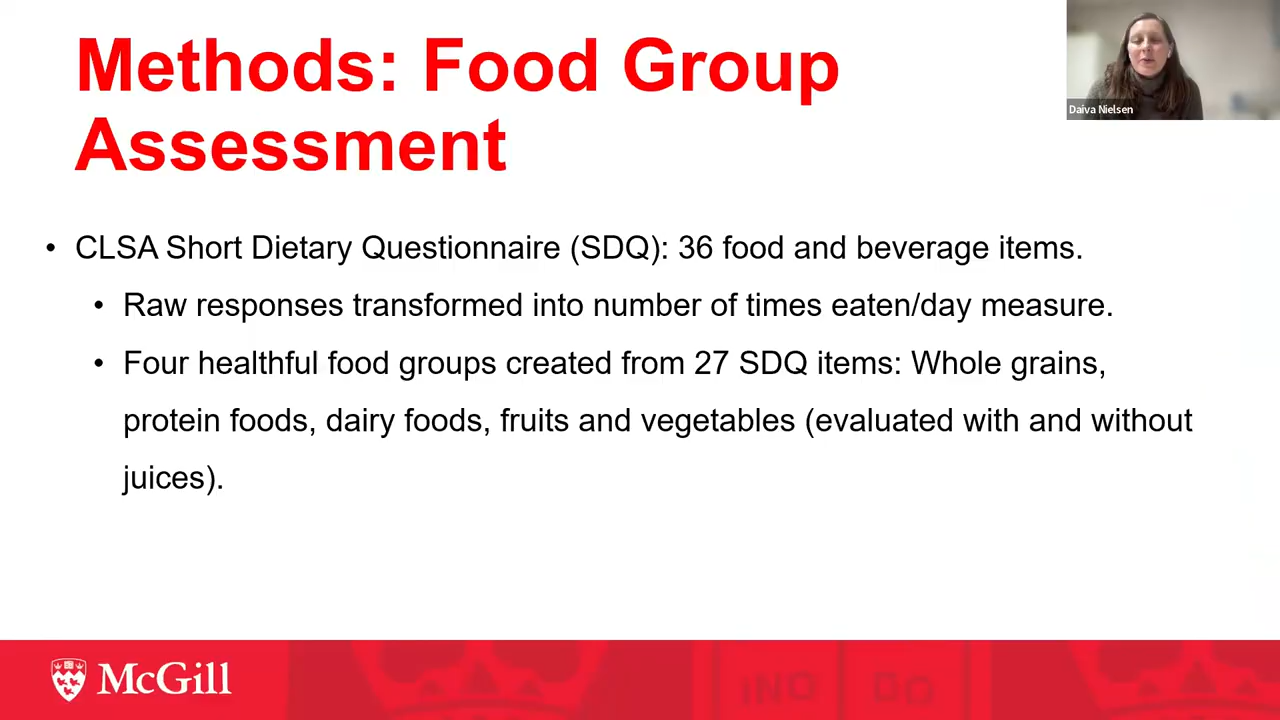 Methods: Food Group
Assessment
Daiva Nielsen
• CLSA Short Dietary Questionnaire (SDQ): 36 food and beverage items.
• Raw responses transformed into number of times eaten/day measure.
• Four healthful food groups created from 27 SDQ items: Whole grains,
protein foods, dairy foods, fruits and vegetables (evaluated with and without
juices).
McGill
IN DO